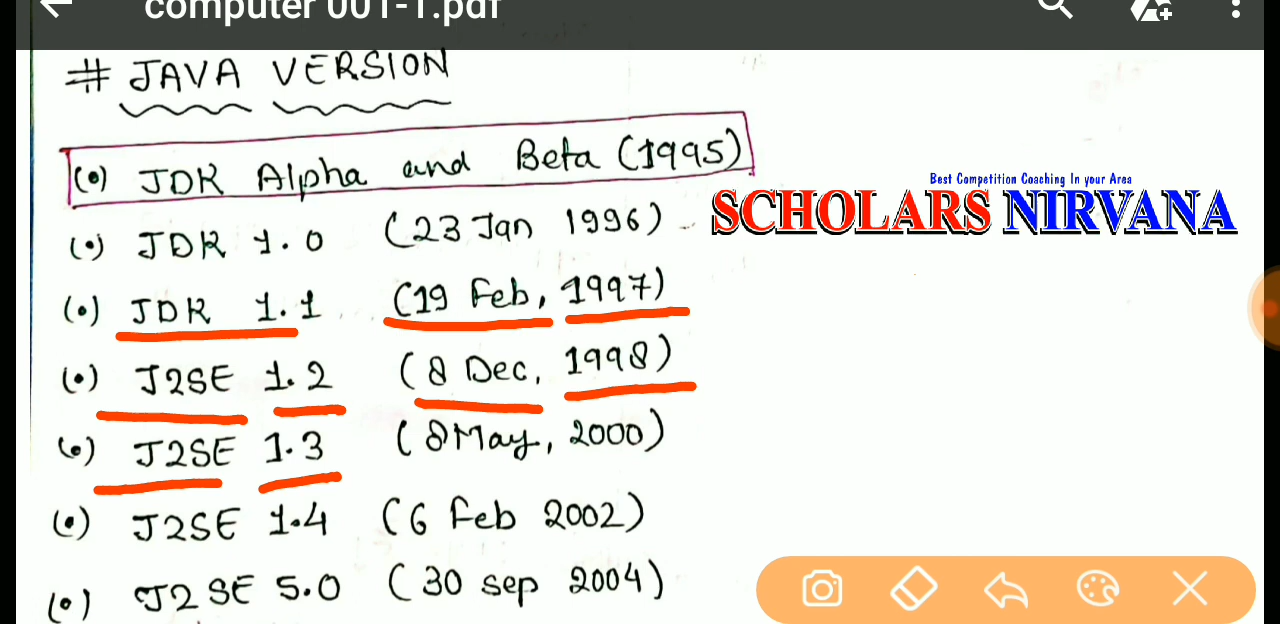 computer 001-1.pdf
# JAVA VERSION
(•) JDK Alpha and Beta (1995)
(•) JDK 1.0 (23 Jan 1996)
(•) JDK 1.1 (19 Feb, 1997)
(•) J2SE 1.2 (8 Dec, 1998)
(•) J2SE 1.3 (8 May, 2000)
(•) J2SE 1.4 (6 Feb 2002)
(•) J2SE 5.0 (30 sep 2004)
Best Competition Coaching In your Area
SCHOLARS NIRVANA